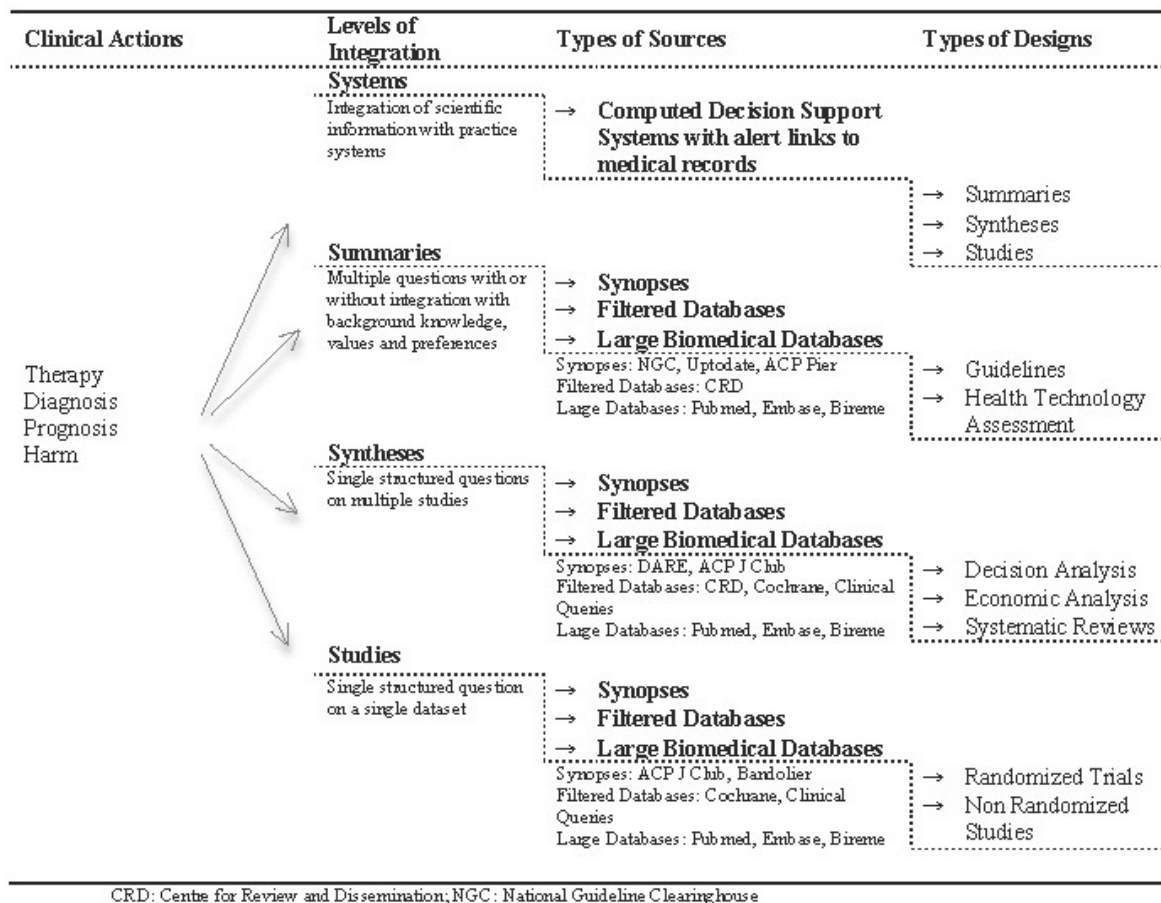 Clinical Actions
Levels of
Integration
Types of Sources
Types of Designs
Systems
Integration of scientific
information with practice
systems
→ Computed Decision Support
Systems with alert links to
medical records
→ Summaries
→ Syntheses
→ Studies
Summaries
Multiple questions with or
without integration with
background knowledge,
values and preferences
→ Synopses
→ Filtered Databases
→ Large Biomedical Databases
Synopses: NGC, Uptodate, ACP Pier
Filtered Databases: CRD
Large Databases: Pubmed, Embase, Bireme
→ Guidelines
→ Health Technology
Assessment
Therapy
Diagnosis
Prognosis
Harm
Syntheses
Single structured questions
on multiple studies
→ Synopses
→ Filtered Databases
→ Large Biomedical Databases
Synopses: DARE, ACP J Club
Filtered Databases: CRD, Cochrane, Clinical
Queries
Large Databases: Pubmed, Embase, Bireme
→ Decision Analysis
→ Economic Analysis
→ Systematic Reviews
Studies
Single structured question
on a single dataset
→ Synopses
→ Filtered Databases
→ Large Biomedical Databases
Synopses: ACP J Club, Bandolier
Filtered Databases: Cochrane, Clinical
Queries
Large Databases: Pubmed, Embase, Bireme
→ Randomized Trials
→ Non Randomized
Studies
CRD: Centre for Review and Dissemination; NGC: National Guideline Clearinghouse